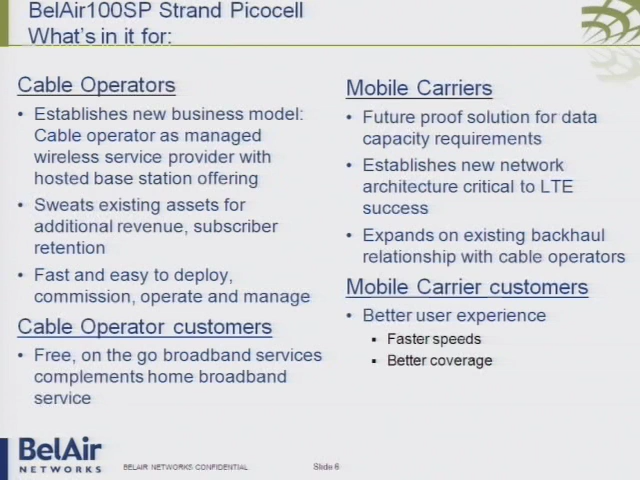 BelAir100SP Strand Picocell
What's in it for:
Cable Operators
• Establishes new business model:
Cable operator as managed
wireless service provider with
hosted base station offering
• Sweats existing assets for
additional revenue, subscriber
retention
• Fast and easy to deploy,
commission, operate and manage
Cable Operator customers
• Free, on the go broadband services
complements home broadband
service
Mobile Carriers
• Future proof solution for data
capacity requirements
• Establishes new network
architecture critical to LTE
success
• Expands on existing backhaul
relationship with cable operators
Mobile Carrier customers
• Better user experience
▪ Faster speeds
▪ Better coverage
BelAir
NETWORKS
BELAIR NETWORKS CONFIDENTIAL
Slide 6